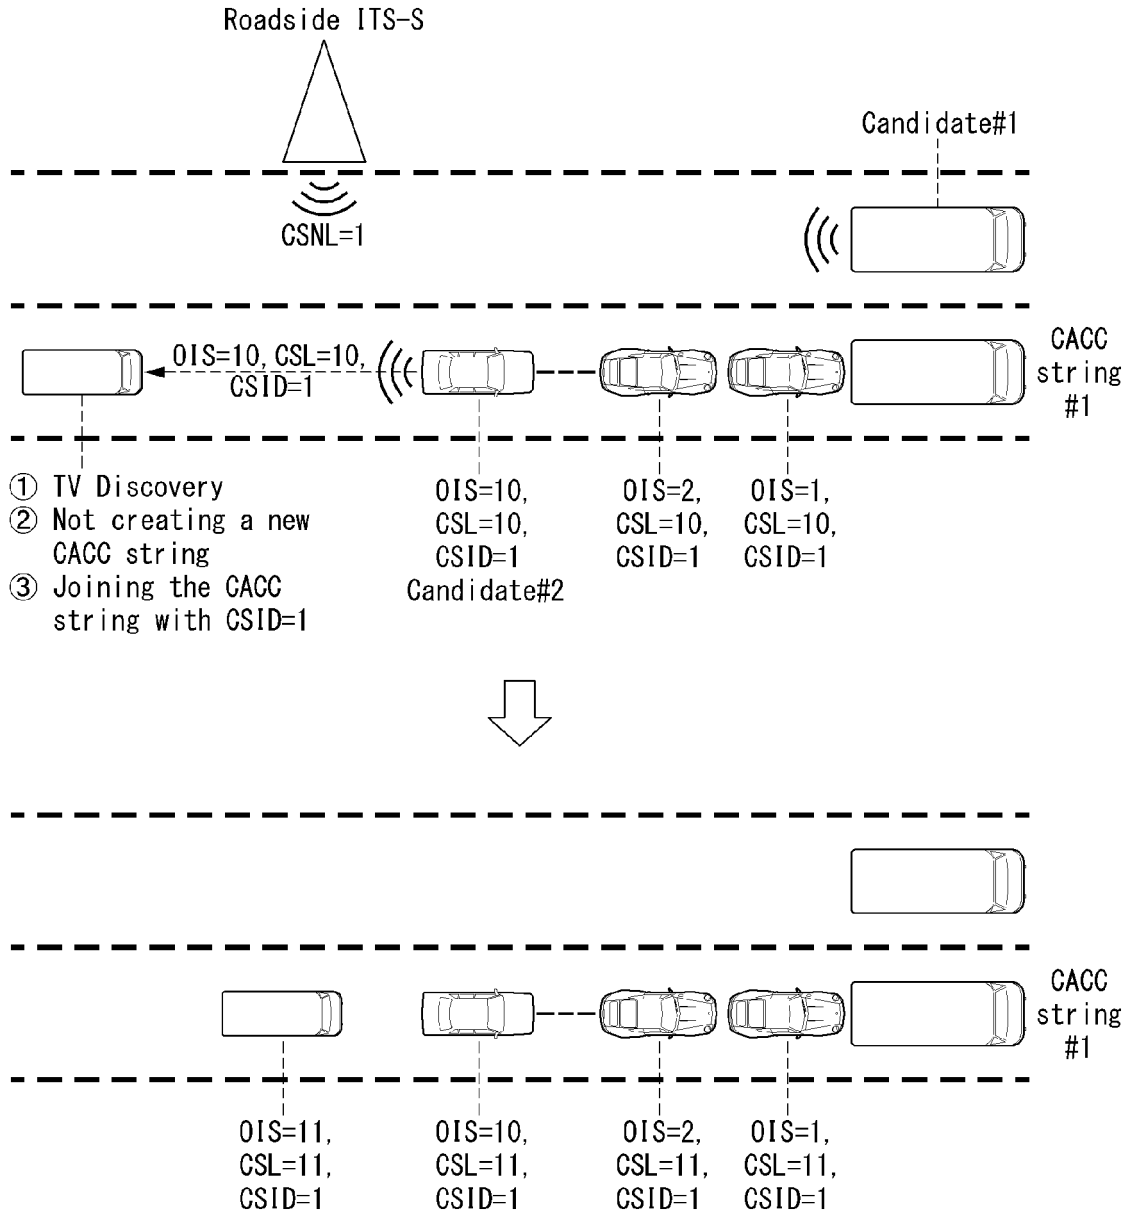 Roadside ITS-S
Candidate#1
CSNL=1
OIS=10, CSL=10,
CSID=1
CACC
string
#1
① TV Discovery
② Not creating a new
CACC string
③ Joining the CACC
string with CSID=1
OIS=10,
CSL=10,
CSID=1
Candidate#2
OIS=2,
CSL=10,
CSID=1
OIS=1,
CSL=10,
CSID=1
CACC
string
#1
OIS=11,
CSL=11,
CSID=1
OIS=10,
CSL=11,
CSID=1
OIS=2,
CSL=11,
CSID=1
OIS=1,
CSL=11,
CSID=1